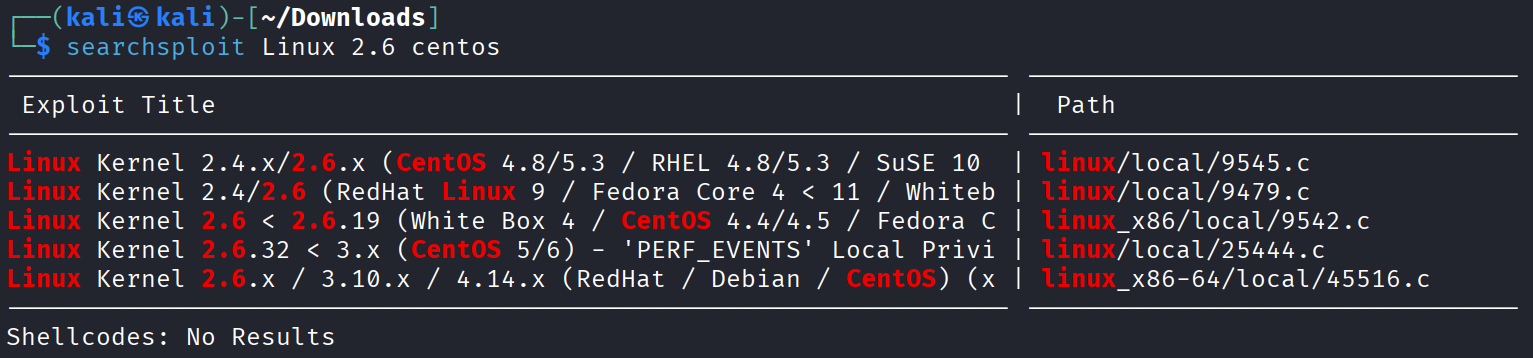 ┌──(kali㉿kali)-[~/Downloads]
└─$ searchsploit Linux 2.6 centos
Exploit Title | Path
Linux Kernel 2.4.x/2.6.x (CentOS 4.8/5.3 / RHEL 4.8/5.3 / SuSE 10 | linux/local/9545.c
Linux Kernel 2.4/2.6 (RedHat Linux 9 / Fedora Core 4 < 11 / Whiteb | linux/local/9479.c
Linux Kernel 2.6 < 2.6.19 (White Box 4 / CentOS 4.4/4.5 / Fedora C | linux_x86/local/9542.c
Linux Kernel 2.6.32 < 3.x (CentOS 5/6) - 'PERF_EVENTS' Local Privi | linux/local/25444.c
Linux Kernel 2.6.x / 3.10.x / 4.14.x (RedHat / Debian / CentOS) (x | linux_x86-64/local/45516.c
Shellcodes: No Results